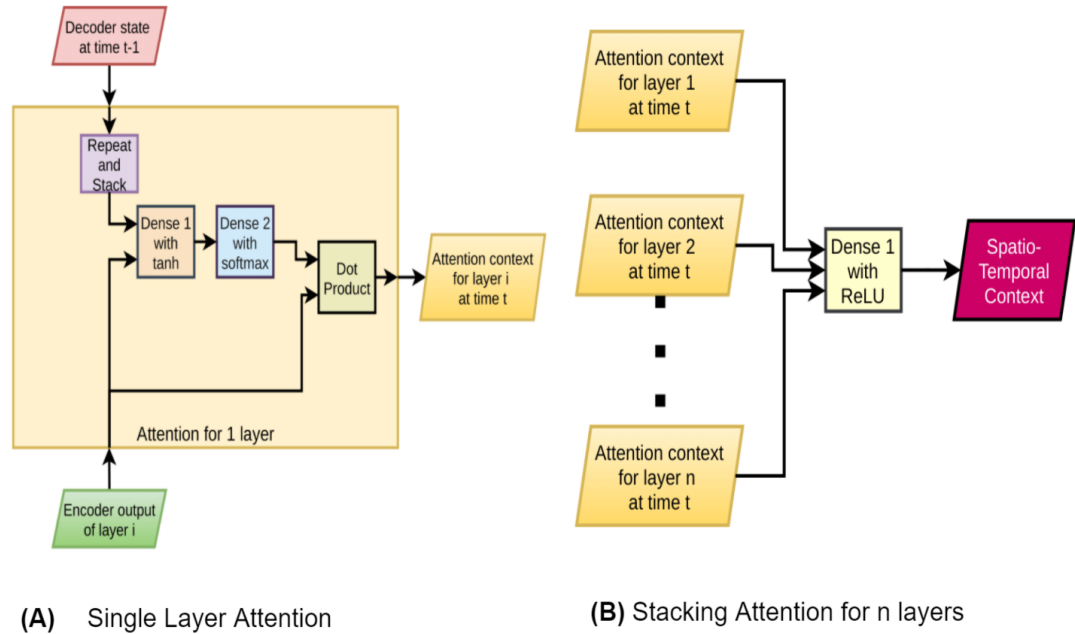 Decoder state
at time t-1
Repeat
and
Stack
Dense 1
with
tanh
Dense 2
with
softmax
Dot
Product
Attention context
for layer i
at time t
Attention for 1 layer
Encoder output
of layer i
(A) Single Layer Attention
Attention context
for layer 1
at time t
Attention context
for layer 2
at time t
Attention context
for layer n
at time t
Dense 1
with
ReLU
Spatio-
Temporal
Context
(B) Stacking Attention for n layers